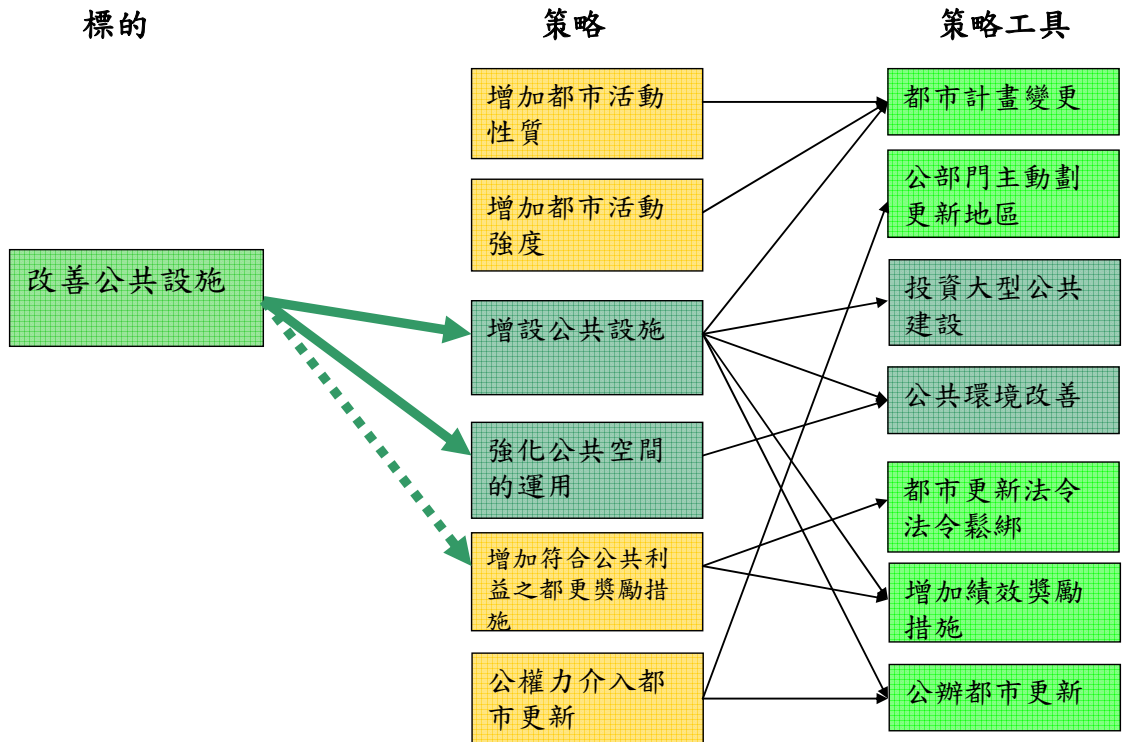 標的
策略
策略工具
改善公共設施
增加都市活動
性質
增加都市活動
強度
增設公共設施
強化公共空間
的運用
增加符合公共利
益之都更獎勵措
施
公權力介入都
市更新
都市計畫變更
公部門主動劃
更新地區
投資大型公共
建設
公共環境改善
都市更新法令
法令鬆綁
增加績效獎勵
措施
公辦都市更新